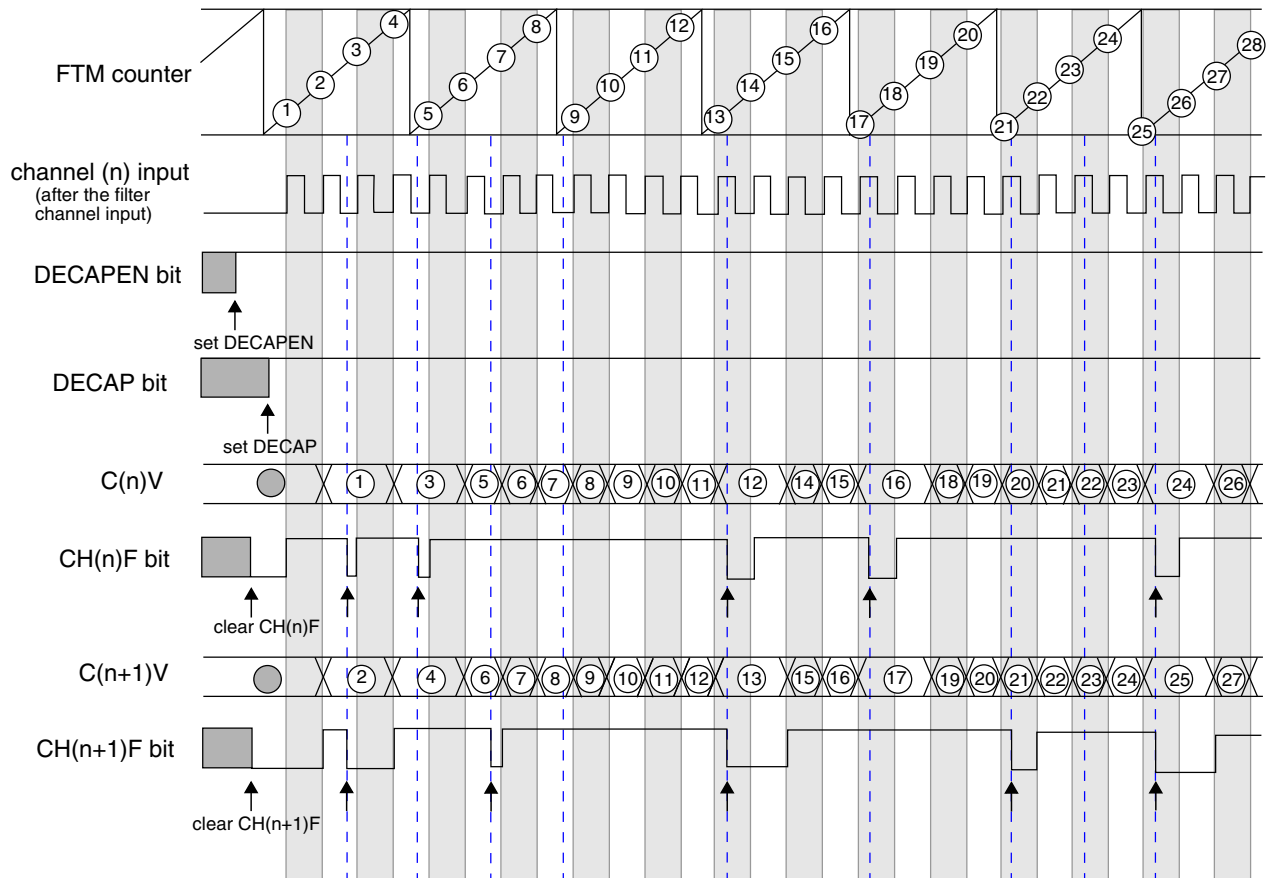 4 8 12 16 20 24 28
3 7 11 15 19 23 27
FTM counter
2 6 10 14 18 22 26
1 5 9 13 17 21 25
channel (n) input
(after the filter
channel input)
DECAPEN bit
set DECAPEN
DECAP bit
set DECAP
C(n)V 1 3 5 6 7 8 9 10 11 12 14 15 16 18 19 20 21 22 23 24 26
CH(n)F bit
clear CH(n)F
C(n+1)V 2 4 6 7 8 9 10 11 12 13 15 16 17 19 20 21 22 23 24 25 27
CH(n+1)F bit
clear CH(n+1)F